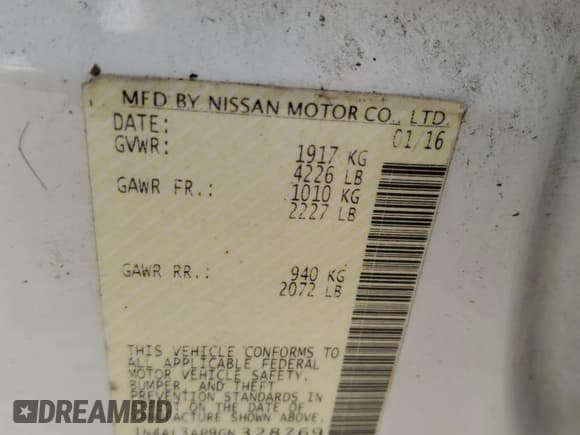 MFD BY NISSAN MOTOR CO., LTD.
DATE: 01/16
GVWR: 1917 KG
4226 LB
GAWR FR.: 1010 KG
2227 LB
GAWR RR.: 940 KG
2072 LB
THIS VEHICLE CONFORMS TO
ALL APPLICABLE FEDERAL
MOTOR VEHICLE SAFETY,
BUMPER, AND THEFT
PREVENTION STANDARDS IN
ON THE DATE OF
SHOWN ABOVE.
DREAMBID